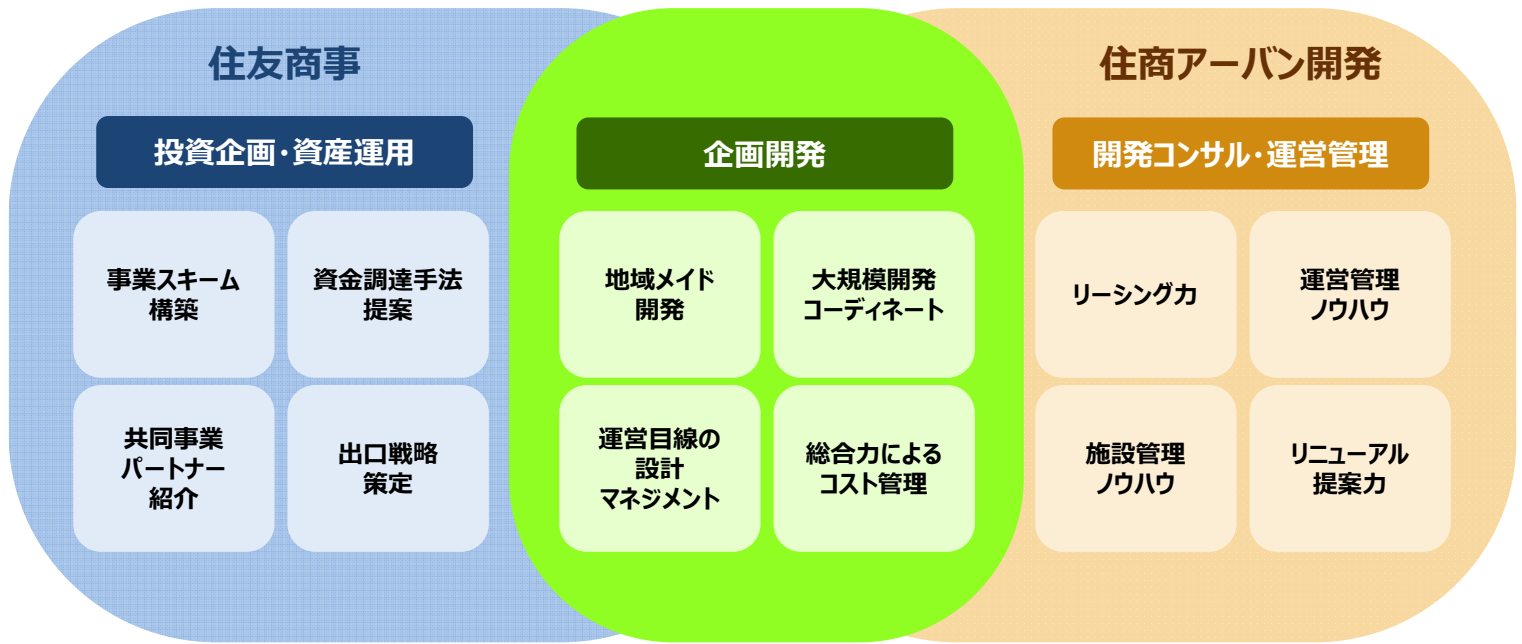 住友商事
投資企画・資産運用
事業スキーム
構築
資金調達手法
提案
共同事業
パートナー
紹介
出口戦略
策定
企画開発
地域メイド
開発
大規模開発
コーディネート
運営目線の
設計
マネジメント
総合力による
コスト管理
住商アーバン開発
開発コンサル・運営管理
リーシング力
運営管理
ノウハウ
施設管理
ノウハウ
リニューアル
提案力